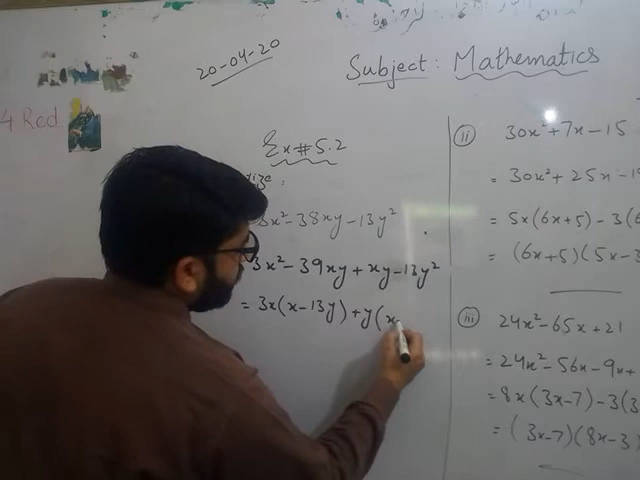 20-04-20
Subject: Mathematics
4 Red
Ex # 5.2
3x²-38xy-13y²
3x²-39xy+xy-13y²
= 3x(x-13y)+y(x
(ii) 30x²+7x-15
= 30x²+25x-1
= 5x(6x+5)-3(6
= (6x+5)(5x-3
(iii) 24x²-65x+21
= 24x²-56x-9x+
= 8x(3x-7)-3(3
= (3x-7)(8x-3)